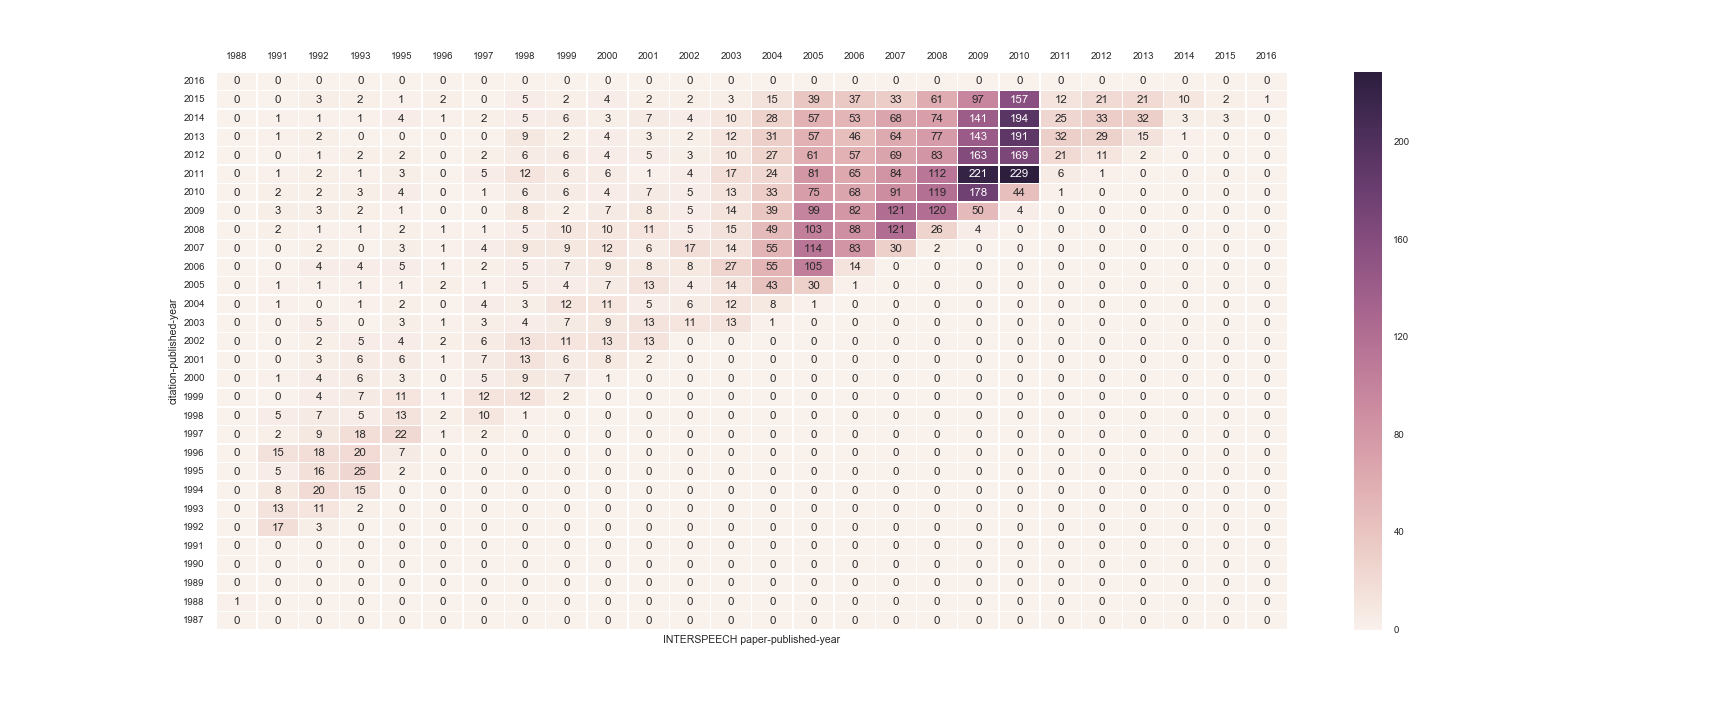 1988 1991 1992 1993 1995 1996 1997 1998 1999 2000 2001 2002 2003 2004 2005 2006 2007 2008 2009 2010 2011 2012 2013 2014 2015 2016
2016 0 0 0 0 0 0 0 0 0 0 0 0 0 0 0 0 0 0 0 0 0 0 0 0 0 0
2015 0 0 3 2 1 2 0 5 2 4 2 2 3 15 39 37 33 61 97 157 12 21 21 10 2 1
2014 0 1 1 1 4 1 2 5 6 3 7 4 10 28 57 53 68 74 141 194 25 33 32 3 3 0
2013 0 1 2 0 0 0 0 9 2 4 3 2 12 31 57 46 64 77 143 191 32 29 15 1 0 0
2012 0 0 1 2 2 0 2 6 6 4 5 3 10 27 61 57 69 83 163 169 21 11 2 0 0 0
2011 0 1 2 1 3 0 5 12 6 6 1 4 17 24 81 65 84 112 221 229 6 1 0 0 0 0
2010 0 2 2 3 4 0 1 6 6 4 7 5 13 33 75 68 91 119 178 44 1 0 0 0 0 0
2009 0 3 3 2 1 0 0 8 2 7 8 5 14 39 99 82 121 120 50 4 0 0 0 0 0 0
2008 0 2 1 1 2 1 1 5 10 10 11 5 15 49 103 88 121 26 4 0 0 0 0 0 0 0
2007 0 0 2 0 3 1 4 9 9 12 6 17 14 55 114 83 30 2 0 0 0 0 0 0 0 0
2006 0 0 4 4 5 1 2 5 7 9 8 8 27 55 105 14 0 0 0 0 0 0 0 0 0 0
2005 0 1 1 1 1 2 1 5 4 7 13 4 14 43 30 1 0 0 0 0 0 0 0 0 0 0
2004 0 1 0 1 2 0 4 3 12 11 5 6 12 8 1 0 0 0 0 0 0 0 0 0 0 0
2003 0 0 5 0 3 1 3 4 7 9 13 11 13 1 0 0 0 0 0 0 0 0 0 0 0 0
2002 0 0 2 5 4 2 6 13 11 13 13 0 0 0 0 0 0 0 0 0 0 0 0 0 0 0
2001 0 0 3 6 6 1 7 13 6 8 2 0 0 0 0 0 0 0 0 0 0 0 0 0 0 0
2000 0 1 4 6 3 0 5 9 7 1 0 0 0 0 0 0 0 0 0 0 0 0 0 0 0 0
1999 0 0 4 7 11 1 12 12 2 0 0 0 0 0 0 0 0 0 0 0 0 0 0 0 0 0
1998 0 5 7 5 13 2 10 1 0 0 0 0 0 0 0 0 0 0 0 0 0 0 0 0 0 0
1997 0 2 9 18 22 1 2 0 0 0 0 0 0 0 0 0 0 0 0 0 0 0 0 0 0 0
1996 0 15 18 20 7 0 0 0 0 0 0 0 0 0 0 0 0 0 0 0 0 0 0 0 0 0
1995 0 5 16 25 2 0 0 0 0 0 0 0 0 0 0 0 0 0 0 0 0 0 0 0 0 0
1994 0 8 20 15 0 0 0 0 0 0 0 0 0 0 0 0 0 0 0 0 0 0 0 0 0 0
1993 0 13 11 2 0 0 0 0 0 0 0 0 0 0 0 0 0 0 0 0 0 0 0 0 0 0
1992 0 17 3 0 0 0 0 0 0 0 0 0 0 0 0 0 0 0 0 0 0 0 0 0 0 0
1991 0 0 0 0 0 0 0 0 0 0 0 0 0 0 0 0 0 0 0 0 0 0 0 0 0 0
1990 0 0 0 0 0 0 0 0 0 0 0 0 0 0 0 0 0 0 0 0 0 0 0 0 0 0
1989 0 0 0 0 0 0 0 0 0 0 0 0 0 0 0 0 0 0 0 0 0 0 0 0 0 0
1988 1 0 0 0 0 0 0 0 0 0 0 0 0 0 0 0 0 0 0 0 0 0 0 0 0 0
1987 0 0 0 0 0 0 0 0 0 0 0 0 0 0 0 0 0 0 0 0 0 0 0 0 0 0
citation-published-year
INTERSPEECH paper-published-year
200
160
120
80
40
0